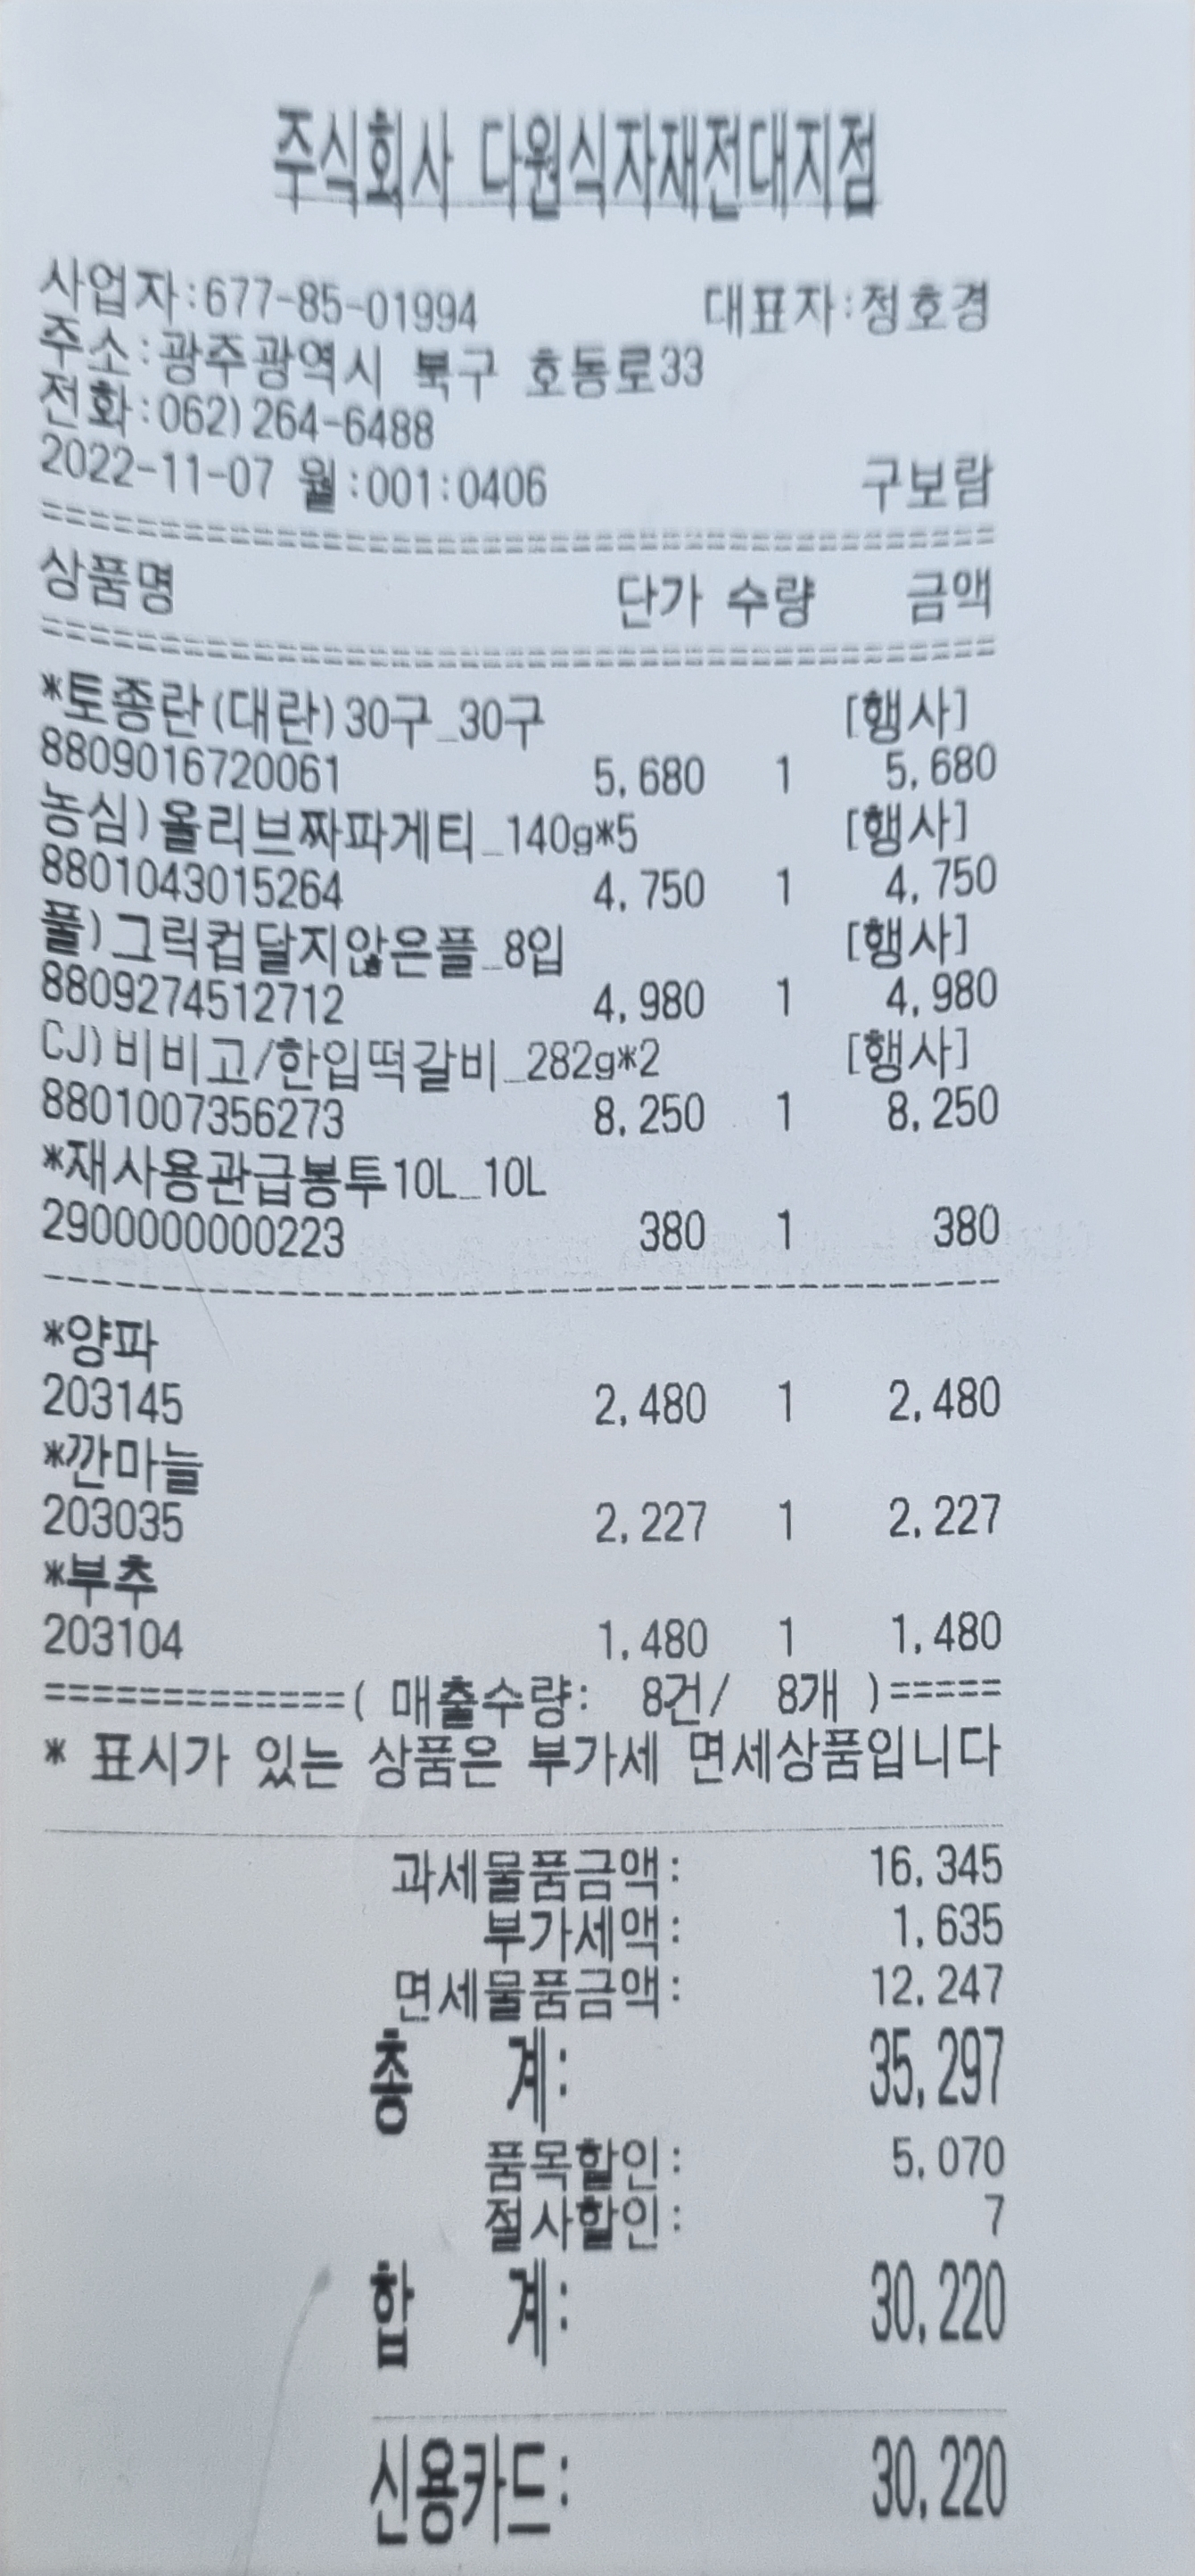 주식회사 다원식자재전대지점
사업자:677-85-01994 대표자:정호경
주소:광주광역시 북구 호동로33
전화:062)264-6488
2022-11-07 월:001:0406 구보람
==========================================
상품명 단가 수량 금액
==========================================
*토종란(대란)30구_30구 [행사]
8809016720061 5,680 1 5,680
농심)올리브짜파게티_140g*5 [행사]
8801043015264 4,750 1 4,750
풀)그릭컵달지않은플_8입 [행사]
8809274512712 4,980 1 4,980
CJ)비비고/한입떡갈비_282g*2 [행사]
8801007356273 8,250 1 8,250
*재사용관급봉투10L_10L
2900000000223 380 1 380
------------------------------------------
*양파
203145 2,480 1 2,480
*깐마늘
203035 2,227 1 2,227
*부추
203104 1,480 1 1,480
=============( 매출수량: 8건/ 8개 )=====
* 표시가 있는 상품은 부가세 면세상품입니다
과세물품금액: 16,345
부가세액: 1,635
면세물품금액: 12,247
총 계: 35,297
품목할인: 5,070
절사할인: 7
합 계: 30,220
신용카드: 30,220